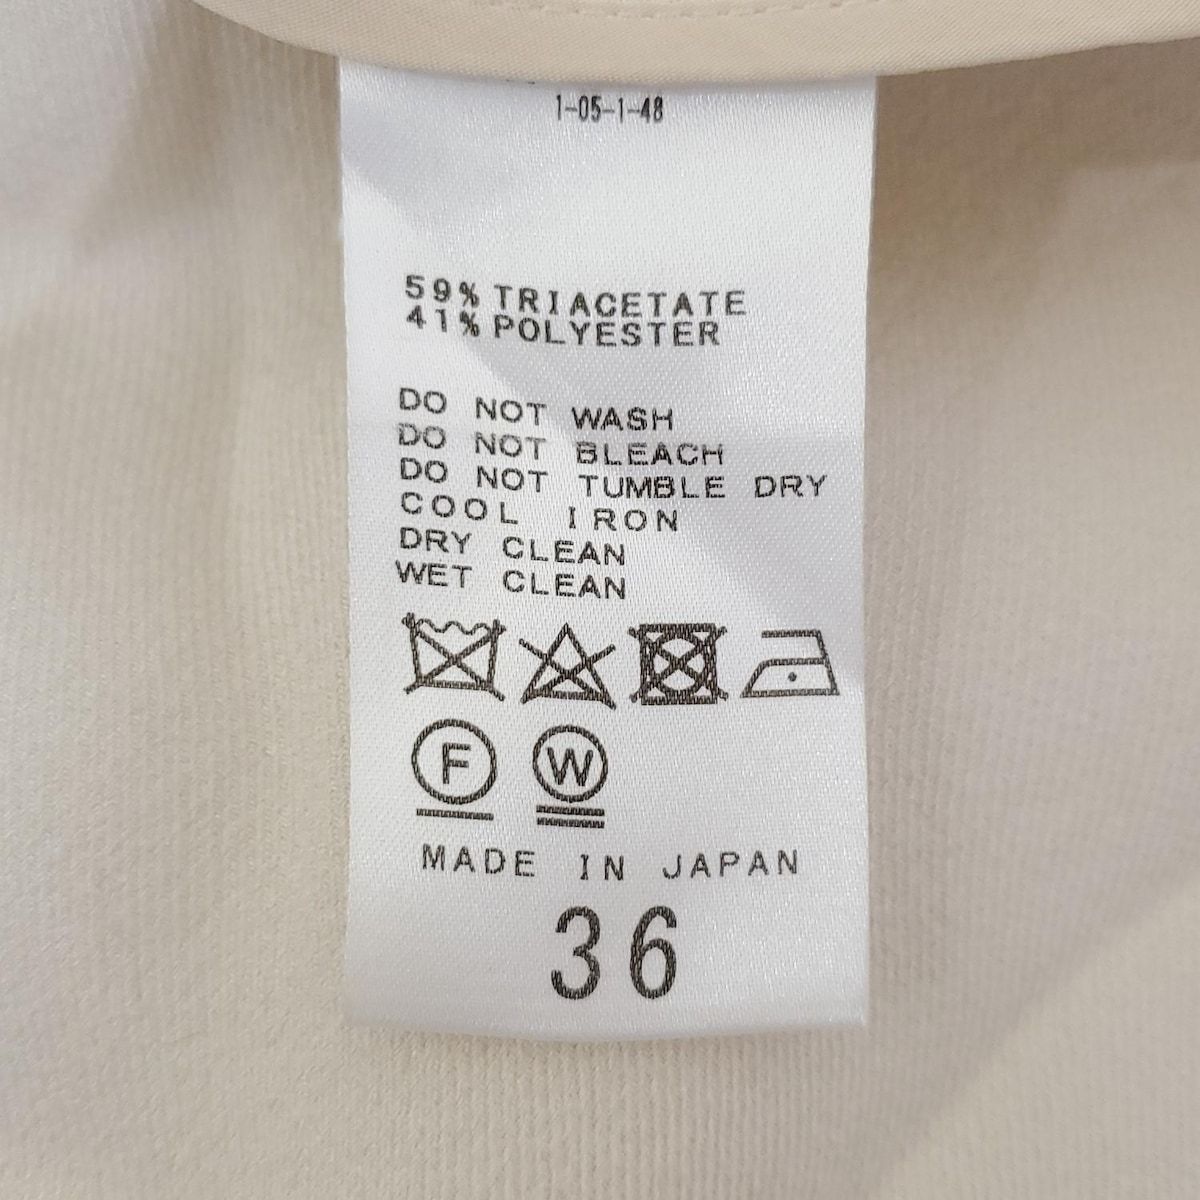 1-05-1-48
59% TRIACETATE
41% POLYESTER
DO NOT WASH
DO NOT BLEACH
DO NOT TUMBLE DRY
COOL IRON
DRY CLEAN
WET CLEAN
F W
MADE IN JAPAN
36